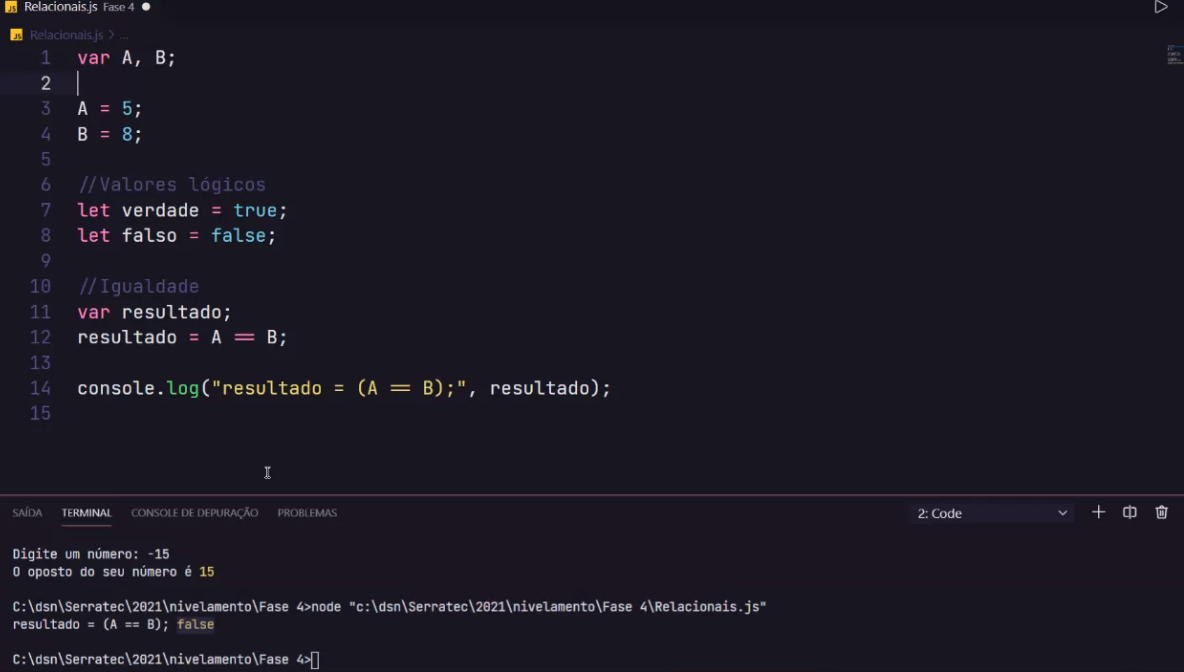 JS Relacionais.js Fase 4
JS Relacionais.js > ...
1 var A, B;
2
3 A = 5;
4 B = 8;
5
6 //Valores lógicos
7 let verdade = true;
8 let falso = false;
9
10 //Igualdade
11 var resultado;
12 resultado = A == B;
13
14 console.log("resultado = (A == B);", resultado);
15
SAÍDA TERMINAL CONSOLE DE DEPURAÇÃO PROBLEMAS 2: Code
Digite um número: -15
O oposto do seu número é 15
C:\dsn\Serratec\2021\nivelamento\Fase 4>node "c:\dsn\Serratec\2021\nivelamento\Fase 4\Relacionais.js"
resultado = (A == B); false
C:\dsn\Serratec\2021\nivelamento\Fase 4>